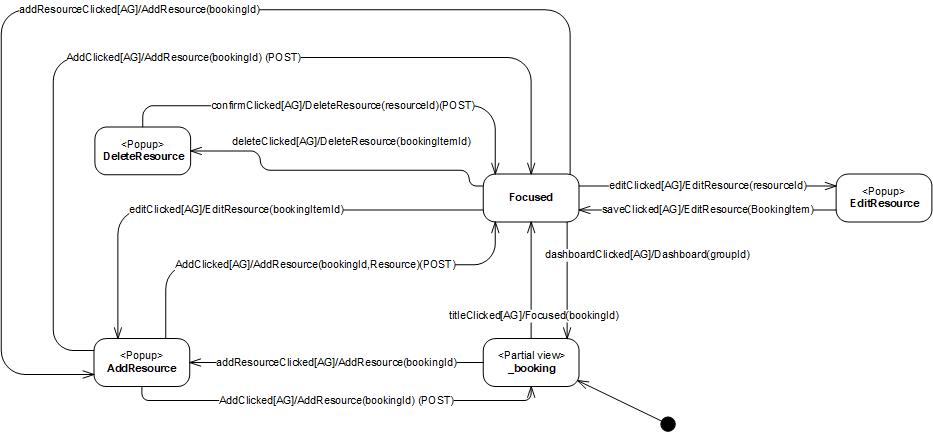 addResourceClicked[AG]/AddResource(bookingId)
AddClicked[AG]/AddResource(bookingId) (POST)
confirmClicked[AG]/DeleteResource(resourceId)(POST)
deleteClicked[AG]/DeleteResource(bookingItemId)
<Popup>
DeleteResource
Focused
editClicked[AG]/EditResource(resourceId)
<Popup>
EditResource
editClicked[AG]/EditResource(bookingItemId)
saveClicked[AG]/EditResource(BookingItem)
dashboardClicked[AG]/Dashboard(groupId)
AddClicked[AG]/AddResource(bookingId,Resource)(POST)
titleClicked[AG]/Focused(bookingId)
<Popup>
AddResource
addResourceClicked[AG]/AddResource(bookingId)
<Partial view>
_booking
AddClicked[AG]/AddResource(bookingId) (POST)